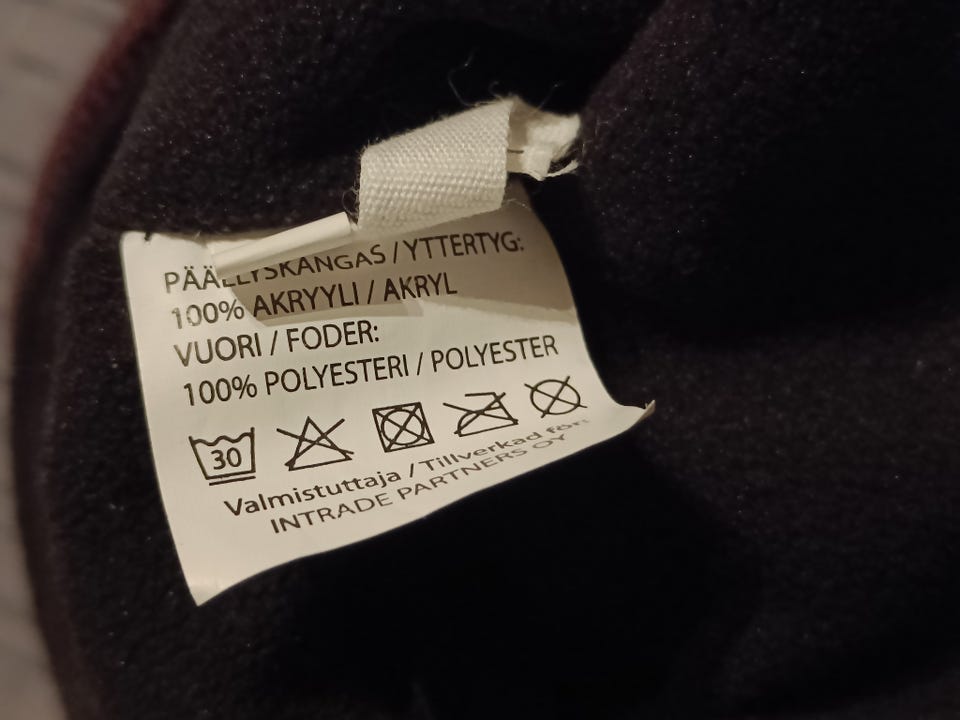 PÄÄLLYSKANGAS / YTTERTYG:
100% AKRYYLI / AKRYL
VUORI / FODER:
100% POLYESTERI / POLYESTER
30
Valmistuttaja / Tillverkad för:
INTRADE PARTNERS OY